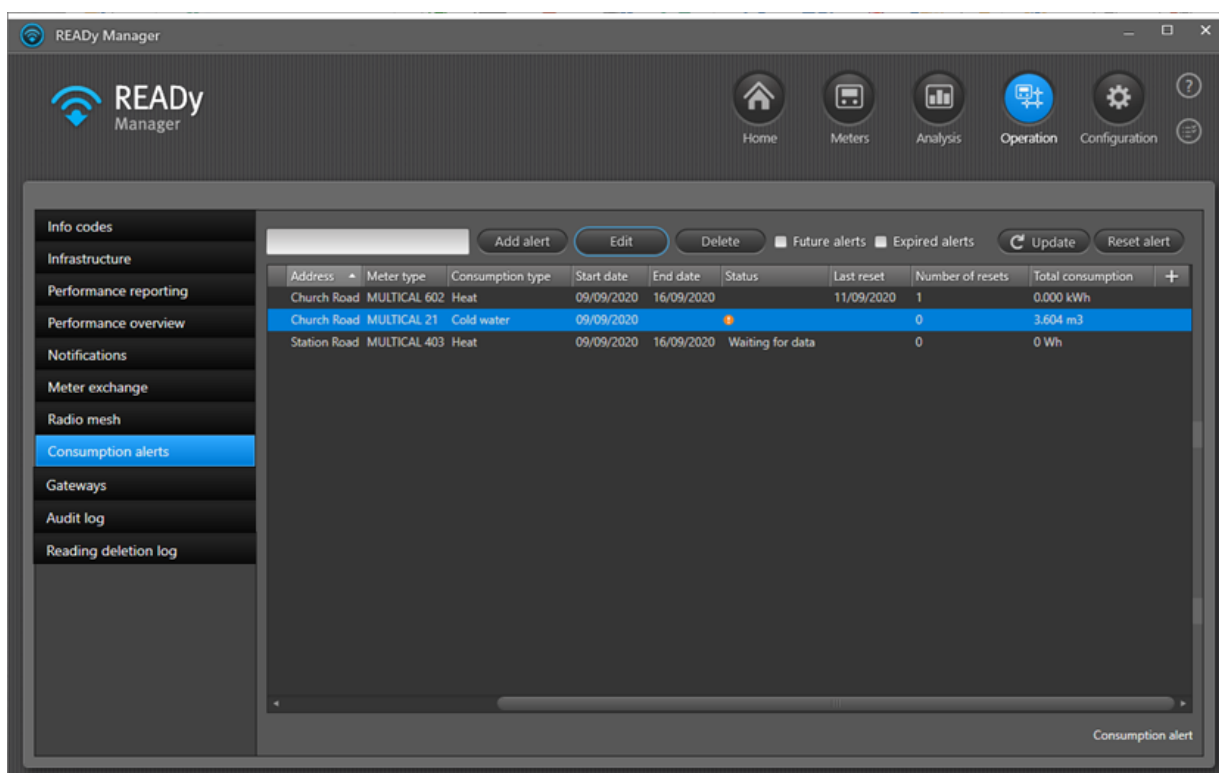 READy Manager
READy
Manager
Home Meters Analysis Operation Configuration
Info codes
Infrastructure
Performance reporting
Performance overview
Notifications
Meter exchange
Radio mesh
Consumption alerts
Gateways
Audit log
Reading deletion log
Add alert Edit Delete Future alerts Expired alerts Update Reset alert
Address Meter type Consumption type Start date End date Status Last reset Number of resets Total consumption +
Church Road MULTICAL 602 Heat 09/09/2020 16/09/2020 11/09/2020 1 0.000 kWh
Church Road MULTICAL 21 Cold water 09/09/2020 0 3.604 m3
Station Road MULTICAL 403 Heat 09/09/2020 16/09/2020 Waiting for data 0 0 Wh
Consumption alert